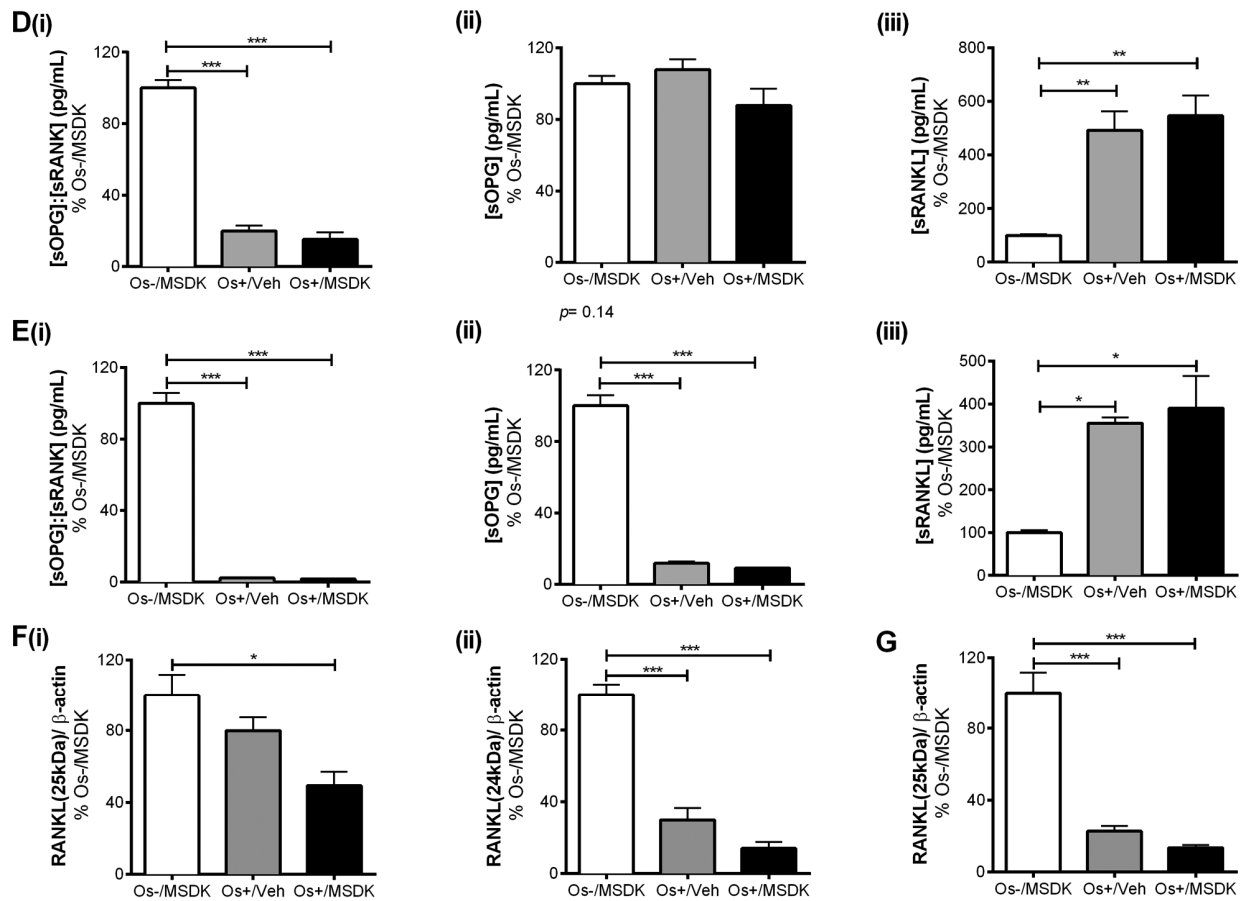 D(i)
[sOPG]:[sRANK] (pg/mL)
% Os-/MSDK
120
80
40
0
***
***
Os-/MSDK Os+/Veh Os+/MSDK
(ii)
[sOPG] (pg/mL)
% Os-/MSDK
120
80
40
0
Os-/MSDK Os+/Veh Os+/MSDK
p= 0.14
(iii)
[sRANKL] (pg/mL)
% Os-/MSDK
800
600
400
200
0
**
**
Os-/MSDK Os+/Veh Os+/MSDK
E(i)
[sOPG]:[sRANK] (pg/mL)
% Os-/MSDK
120
80
40
0
***
***
Os-/MSDK Os+/Veh Os+/MSDK
(ii)
[sOPG] (pg/mL)
% Os-/MSDK
120
80
40
0
***
***
Os-/MSDK Os+/Veh Os+/MSDK
(iii)
[sRANKL] (pg/mL)
% Os-/MSDK
500
400
300
200
100
0
*
*
Os-/MSDK Os+/Veh Os+/MSDK
F(i)
RANKL(25kDa)/ β-actin
% Os-/MSDK
120
80
40
0
*
Os-/MSDK Os+/Veh Os+/MSDK
(ii)
RANKL(24kDa)/ β-actin
% Os-/MSDK
120
80
40
0
***
***
Os-/MSDK Os+/Veh Os+/MSDK
G
RANKL(25kDa)/ β-actin
% Os-/MSDK
120
80
40
0
***
***
Os-/MSDK Os+/Veh Os+/MSDK